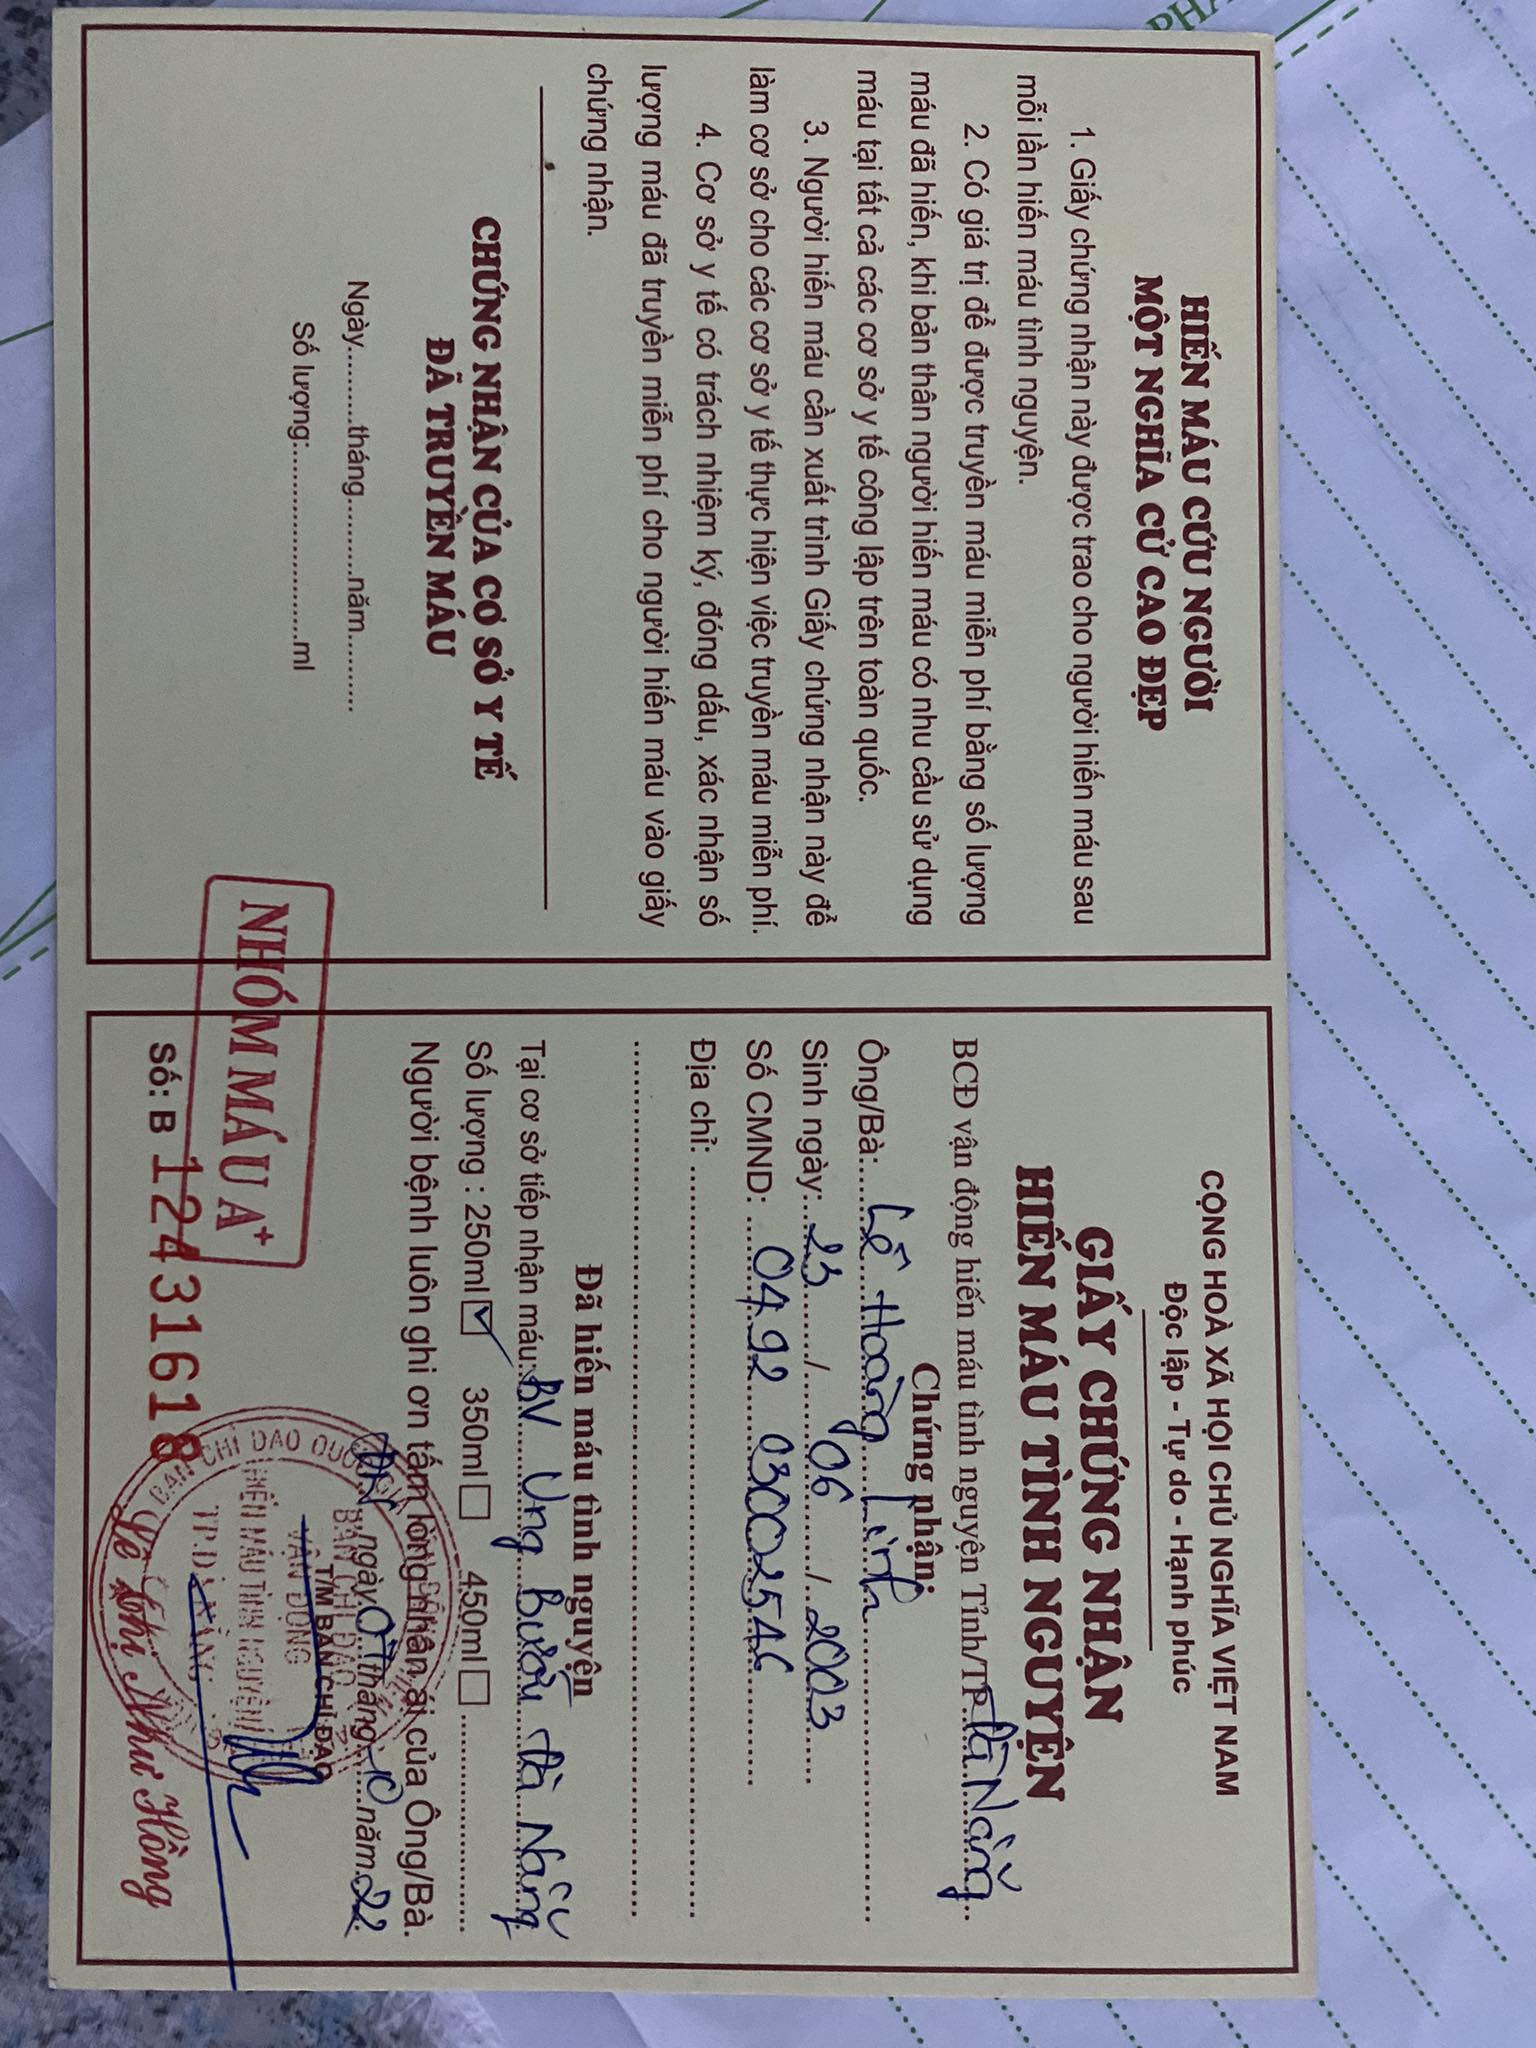 HIẾN MÁU CỨU NGƯỜI
MỘT NGHĨA CỬ CAO ĐẸP
1. Giấy chứng nhận này được trao cho người hiến máu sau
mỗi lần hiến máu tình nguyện.
2. Có giá trị để được truyền máu miễn phí bằng số lượng
máu đã hiến, khi bản thân người hiến máu có nhu cầu sử dụng
máu tại tất cả các cơ sở y tế công lập trên toàn quốc.
3. Người hiến máu cần xuất trình Giấy chứng nhận này để
làm cơ sở cho các cơ sở y tế thực hiện việc truyền máu miễn phí.
4. Cơ sở y tế có trách nhiệm ký, đóng dấu, xác nhận số
lượng máu đã truyền miễn phí cho người hiến máu vào giấy
chứng nhận.
CHỨNG NHẬN CỦA CƠ SỞ Y TẾ
ĐÃ TRUYỀN MÁU
Ngày..........tháng..........năm..........
Số lượng:..........................ml
NHÓM MÁU A+
CỘNG HOÀ XÃ HỘI CHỦ NGHĨA VIỆT NAM
Độc lập - Tự do - Hạnh phúc
GIẤY CHỨNG NHẬN
HIẾN MÁU TÌNH NGUYỆN
BCĐ vận động hiến máu tình nguyện Tỉnh/TP Đà Nẵng
Chứng nhận:
Ông/Bà: Lê Hoàng Linh
Sinh ngày: 23 / 06 / 2003
Số CMND: 0492 03002546
Địa chỉ:
Đã hiến máu tình nguyện
Tại cơ sở tiếp nhận máu: BV Ung Bướu Đà Nẵng
Số lượng : 250ml ☑ 350ml ☐ 450ml ☐
Người bệnh luôn ghi ơn tấm lòng nhân ái của Ông/Bà.
ĐN ngày 07 tháng 10 năm 22
T/M BAN CHỈ ĐẠO
BAN CHỈ ĐẠO
VẬN ĐỘNG
HIẾN MÁU TÌNH NGUYỆN
TP. ĐÀ NẴNG
Số: B 12431618
Lê Thị Như Hồng